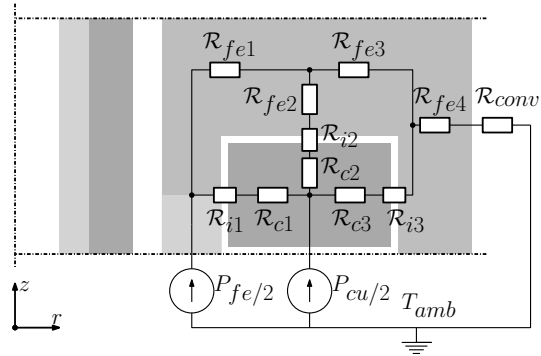 R_fe1
R_fe3
R_fe2
R_fe4
R_conv
R_i2
R_c2
R_i1
R_c1
R_c3
R_i3
P_fe/2
P_cu/2
T_amb
z
r